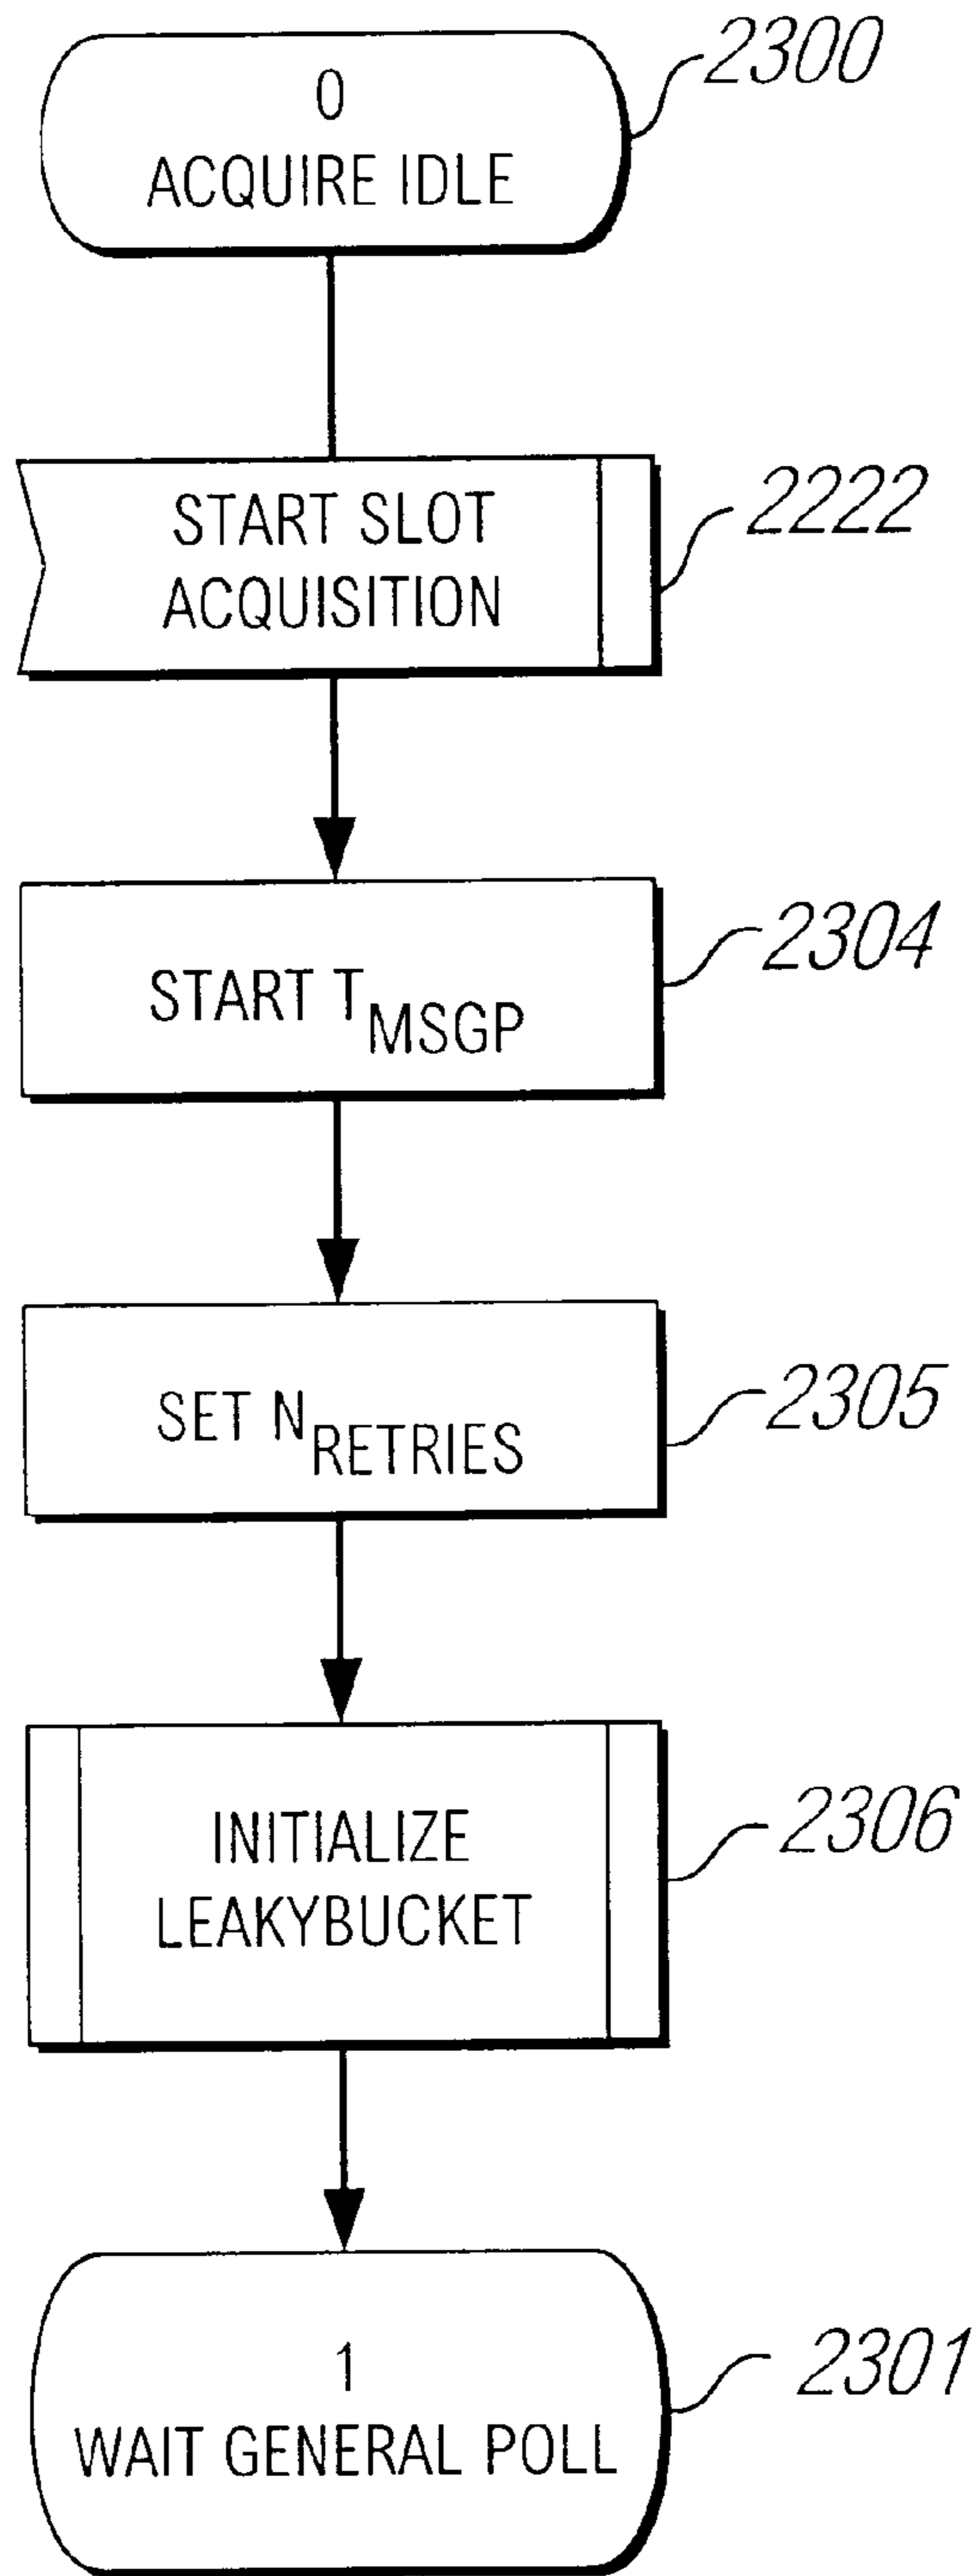 0
ACQUIRE IDLE
2300
START SLOT
ACQUISITION
2222
START T MSGP
2304
SET N RETRIES
2305
INITIALIZE
LEAKYBUCKET
2306
1
WAIT GENERAL POLL
2301